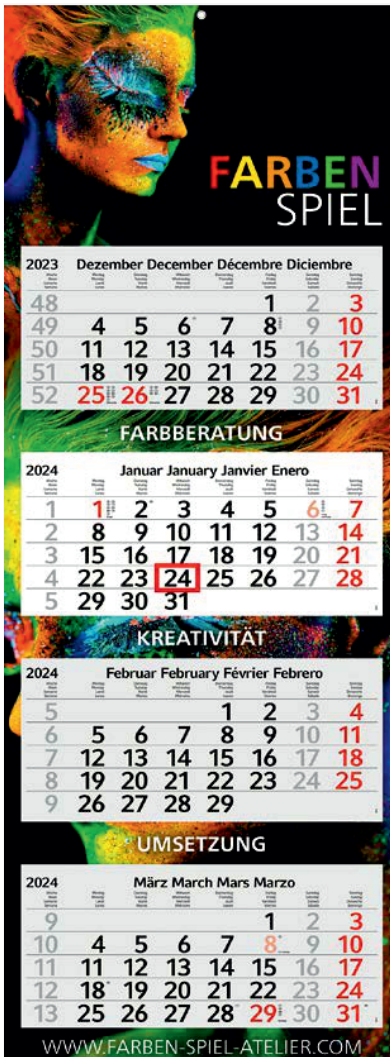 FARBEN
SPIEL
2023 Dezember December Décembre Diciembre
48 1 2 3
49 4 5 6 7 8 9 10
50 11 12 13 14 15 16 17
51 18 19 20 21 22 23 24
52 25 26 27 28 29 30 31
FARBBERATUNG
2024 Januar January Janvier Enero
1 1 2 3 4 5 6 7
2 8 9 10 11 12 13 14
3 15 16 17 18 19 20 21
4 22 23 24 25 26 27 28
5 29 30 31
KREATIVITÄT
2024 Februar February Février Febrero
5 1 2 3 4
6 5 6 7 8 9 10 11
7 12 13 14 15 16 17 18
8 19 20 21 22 23 24 25
9 26 27 28 29
UMSETZUNG
2024 März March Mars Marzo
9 1 2 3
10 4 5 6 7 8 9 10
11 11 12 13 14 15 16 17
12 18 19 20 21 22 23 24
13 25 26 27 28 29 30 31
WWW.FARBEN-SPIEL-ATELIER.COM